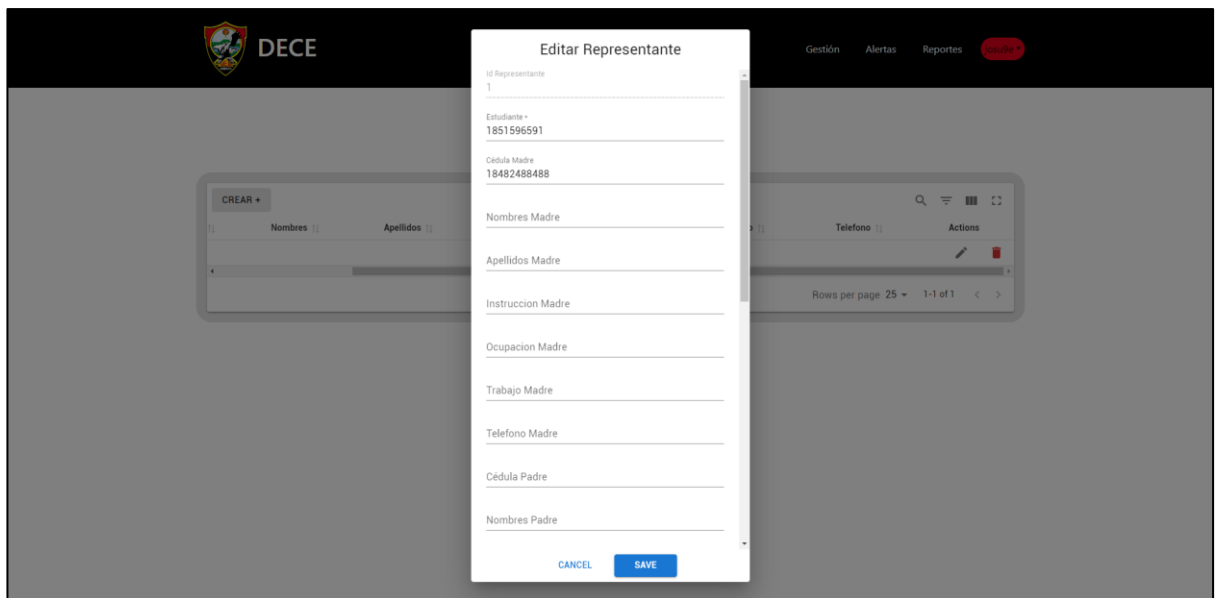 DECE
Gestión Alertas Reportes
Editar Representante
Id Representante
1
Estudiante *
1851596591
Cédula Madre
18482488488
Nombres Madre
Apellidos Madre
Instruccion Madre
Ocupacion Madre
Trabajo Madre
Telefono Madre
Cédula Padre
Nombres Padre
CANCEL SAVE
CREAR +
Nombres Apellidos Telefono Actions
Rows per page 25 1-1 of 1